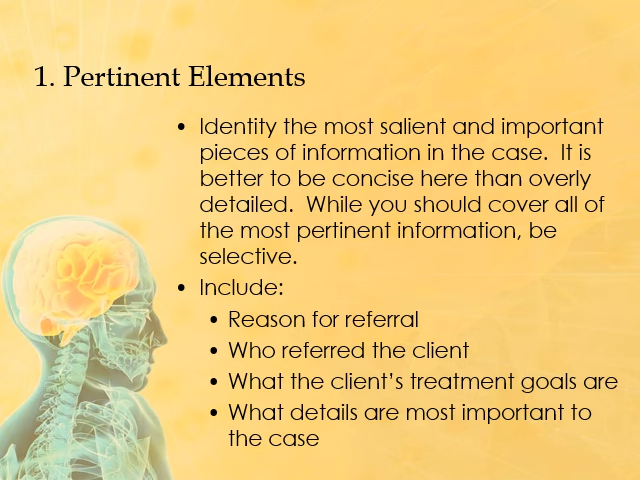 1. Pertinent Elements
• Identity the most salient and important
pieces of information in the case.  It is
better to be concise here than overly
detailed.  While you should cover all of
the most pertinent information, be
selective.
• Include:
• Reason for referral
• Who referred the client
• What the client’s treatment goals are
• What details are most important to
the case